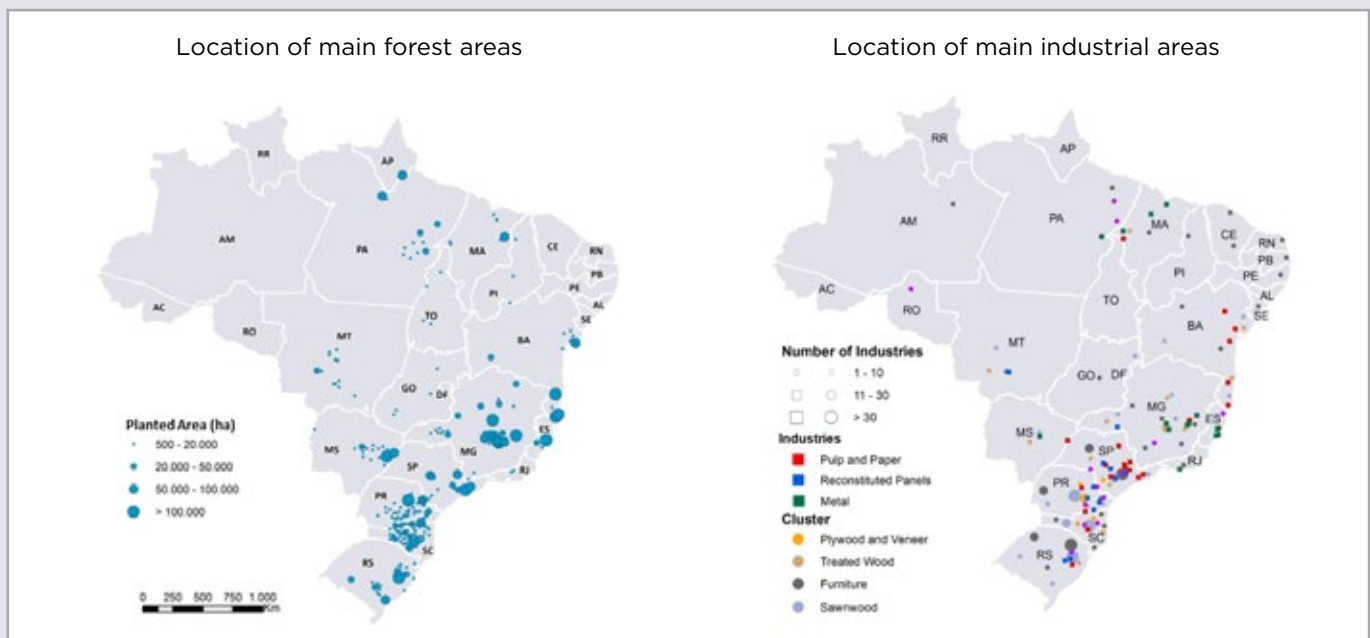 Location of main forest areas
RR
AP
AM
PA
MA
CE
RN
PB
PE
PI
AL
SE
AC
RO
TO
MT
BA
GO
DF
MG
ES
MS
SP
RJ
PR
SC
RS
Planted Area (ha)
500 - 20.000
20.000 - 50.000
50.000 - 100.000
> 100.000
0 250 500 750 1.000
Km
Location of main industrial areas
RR
AP
AM
PA
MA
CE
RN
PB
PE
PI
AL
SE
AC
RO
TO
MT
BA
GO
DF
MG
ES
MS
SP
RJ
PR
SC
RS
Number of Industries
1 - 10
11 - 30
> 30
Industries
Pulp and Paper
Reconstituted Panels
Metal
Cluster
Plywood and Veneer
Treated Wood
Furniture
Sawnwood